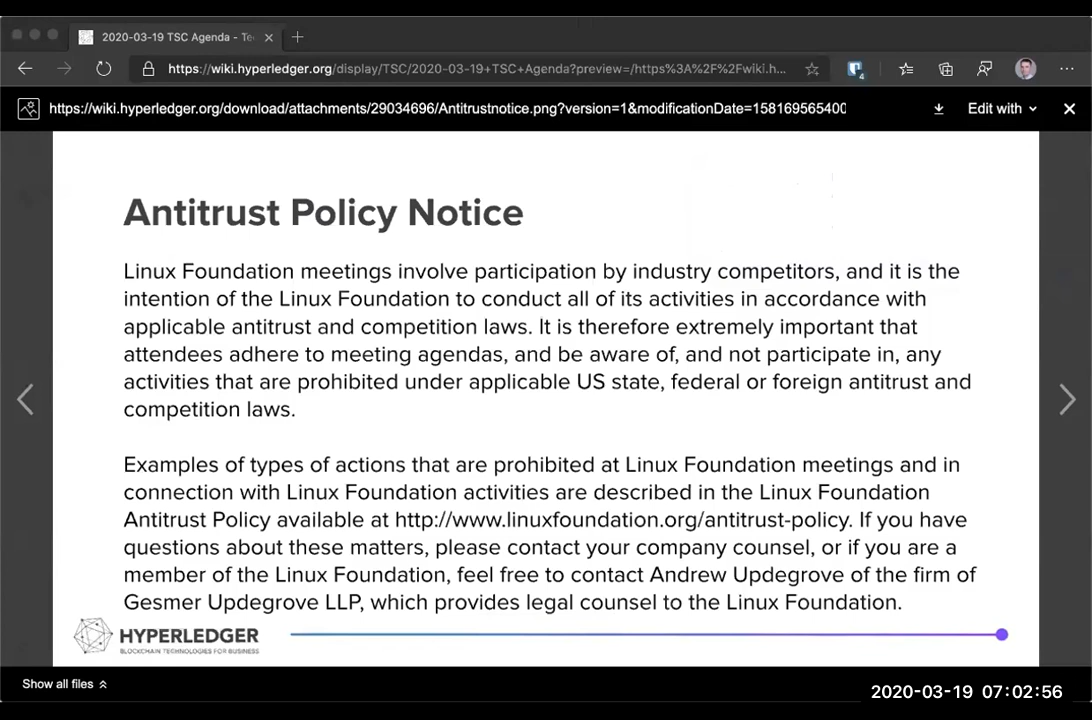 2020-03-19 TSC Agenda - Te
https://wiki.hyperledger.org/display/TSC/2020-03-19+TSC+Agenda?preview=/https%3A%2F%2Fwiki.h...
4
https://wiki.hyperledger.org/download/attachments/29034696/Antitrustnotice.png?version=1&modificationDate=158169565400
Edit with
Antitrust Policy Notice
Linux Foundation meetings involve participation by industry competitors, and it is the
intention of the Linux Foundation to conduct all of its activities in accordance with
applicable antitrust and competition laws. It is therefore extremely important that
attendees adhere to meeting agendas, and be aware of, and not participate in, any
activities that are prohibited under applicable US state, federal or foreign antitrust and
competition laws.
Examples of types of actions that are prohibited at Linux Foundation meetings and in
connection with Linux Foundation activities are described in the Linux Foundation
Antitrust Policy available at http://www.linuxfoundation.org/antitrust-policy. If you have
questions about these matters, please contact your company counsel, or if you are a
member of the Linux Foundation, feel free to contact Andrew Updegrove of the firm of
Gesmer Updegrove LLP, which provides legal counsel to the Linux Foundation.
HYPERLEDGER
BLOCKCHAIN TECHNOLOGIES FOR BUSINESS
Show all files
2020-03-19 07:02:56